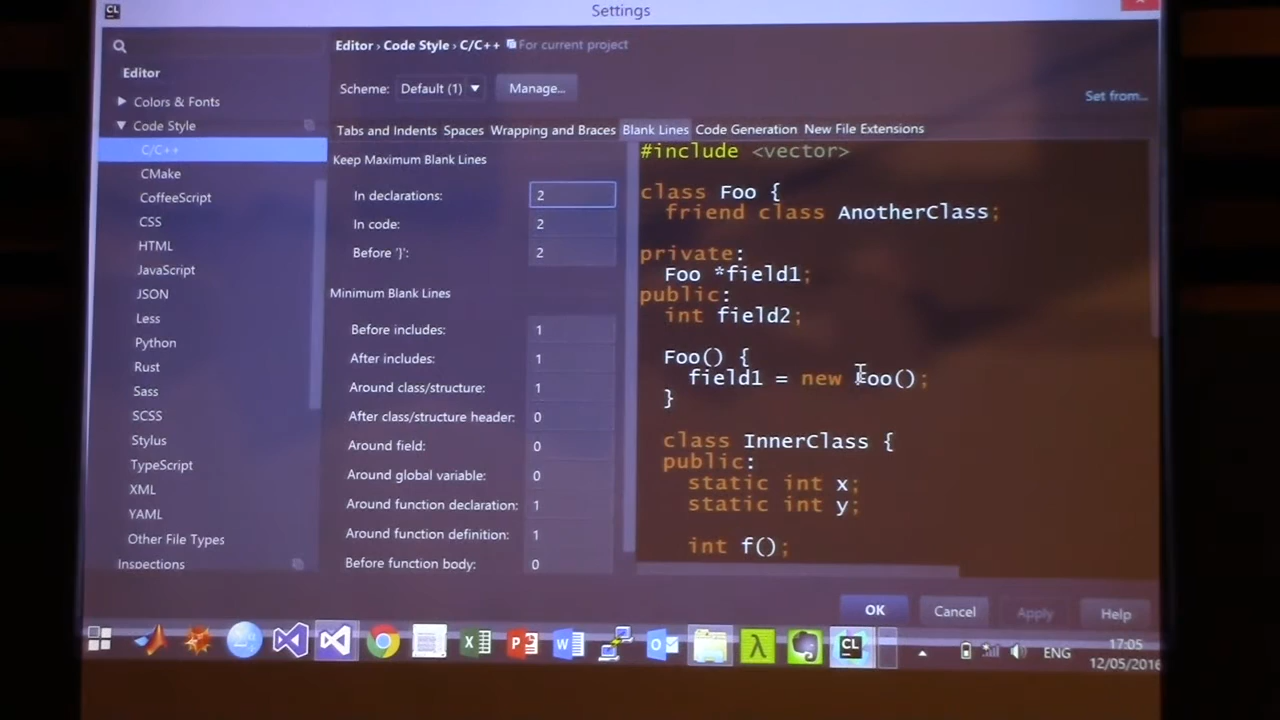 CL
Settings
Editor › Code Style › C/C++ For current project
Scheme: Default (1) Manage...
Set from...
Editor
Colors & Fonts
Code Style
C/C++
CMake
CoffeeScript
CSS
HTML
JavaScript
JSON
Less
Python
Rust
Sass
SCSS
Stylus
TypeScript
XML
YAML
Other File Types
Inspections
Tabs and Indents Spaces Wrapping and Braces Blank Lines Code Generation New File Extensions
Keep Maximum Blank Lines
In declarations: 2
In code: 2
Before '}': 2
Minimum Blank Lines
Before includes: 1
After includes: 1
Around class/structure: 1
After class/structure header: 0
Around field: 0
Around global variable: 0
Around function declaration: 1
Around function definition: 1
Before function body: 0
#include <vector>
class Foo {
friend class AnotherClass;
private:
Foo *field1;
public:
int field2;
Foo() {
field1 = new Foo();
}
class InnerClass {
public:
static int x;
static int y;
int f();
OK Cancel Apply Help
λ
CL
ENG
17:05
12/05/2016